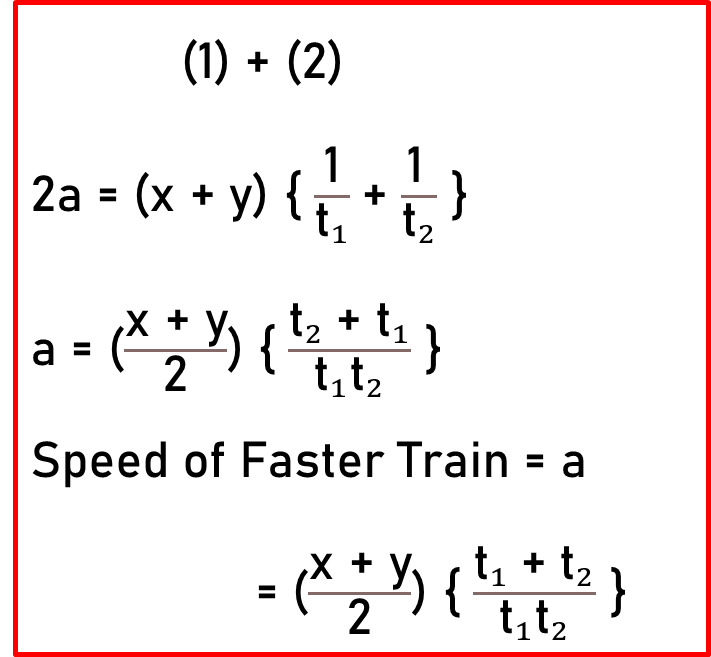 (1) + (2)
2a = (x + y) { 1/t₁ + 1/t₂ }
a = (x + y/2) { t₂ + t₁/t₁t₂ }
Speed of Faster Train = a
= (x + y/2) { t₁ + t₂/t₁t₂ }